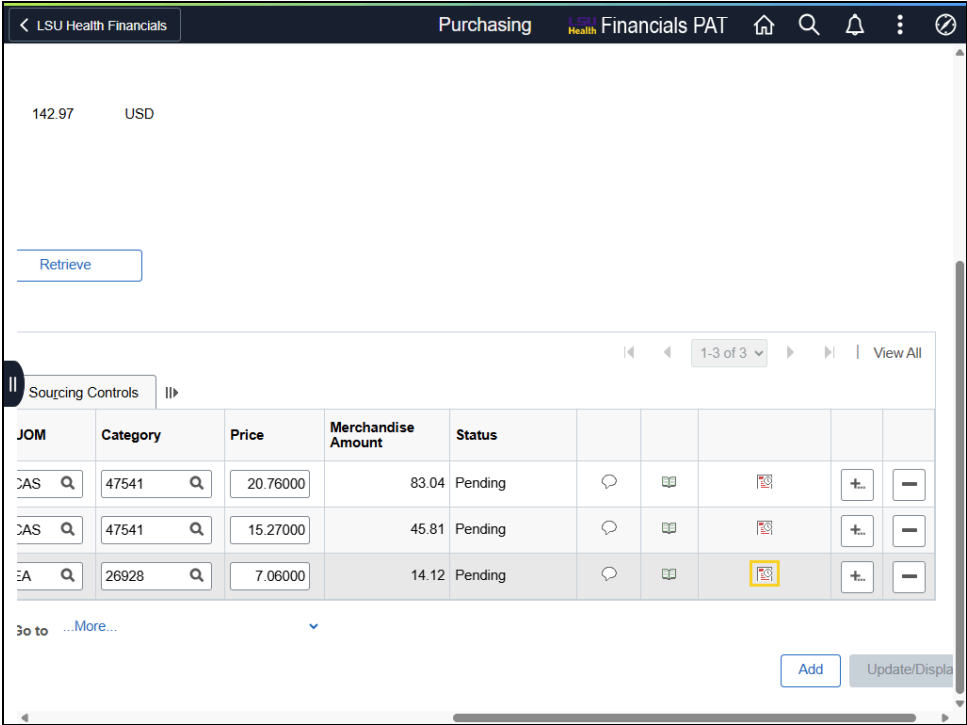 LSU Health Financials Purchasing LSU Health Financials PAT
142.97 USD
Retrieve
1-3 of 3 View All
Sourcing Controls
UOM Category Price Merchandise Amount Status
CAS 47541 20.76000 83.04 Pending +...
CAS 47541 15.27000 45.81 Pending +...
EA 26928 7.06000 14.12 Pending +...
Go to ...More...
Add Update/Displa